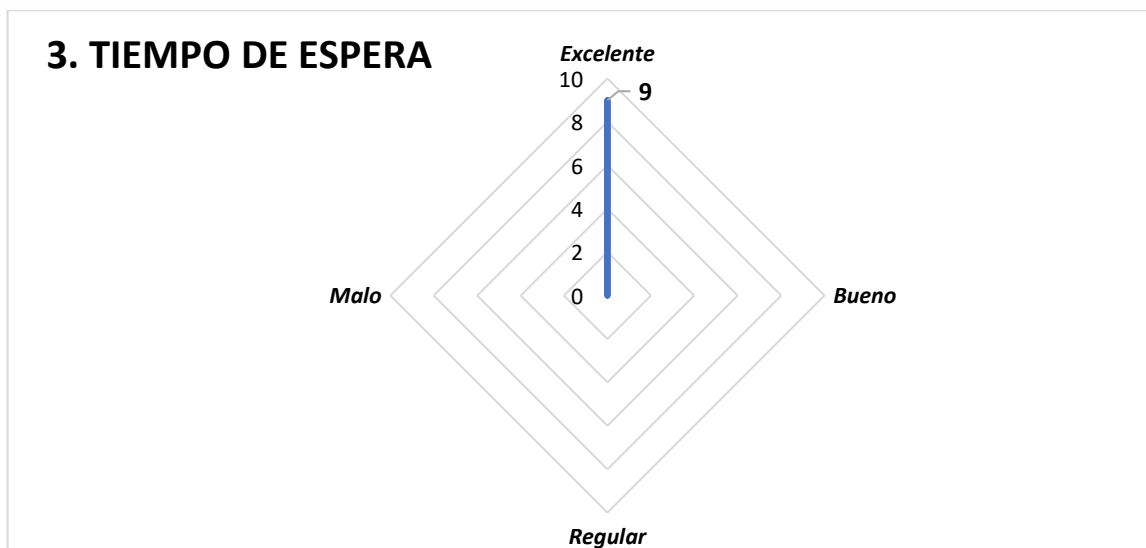 3. TIEMPO DE ESPERA
Excelente
10
9
8
6
4
2
0
Malo
Bueno
Regular